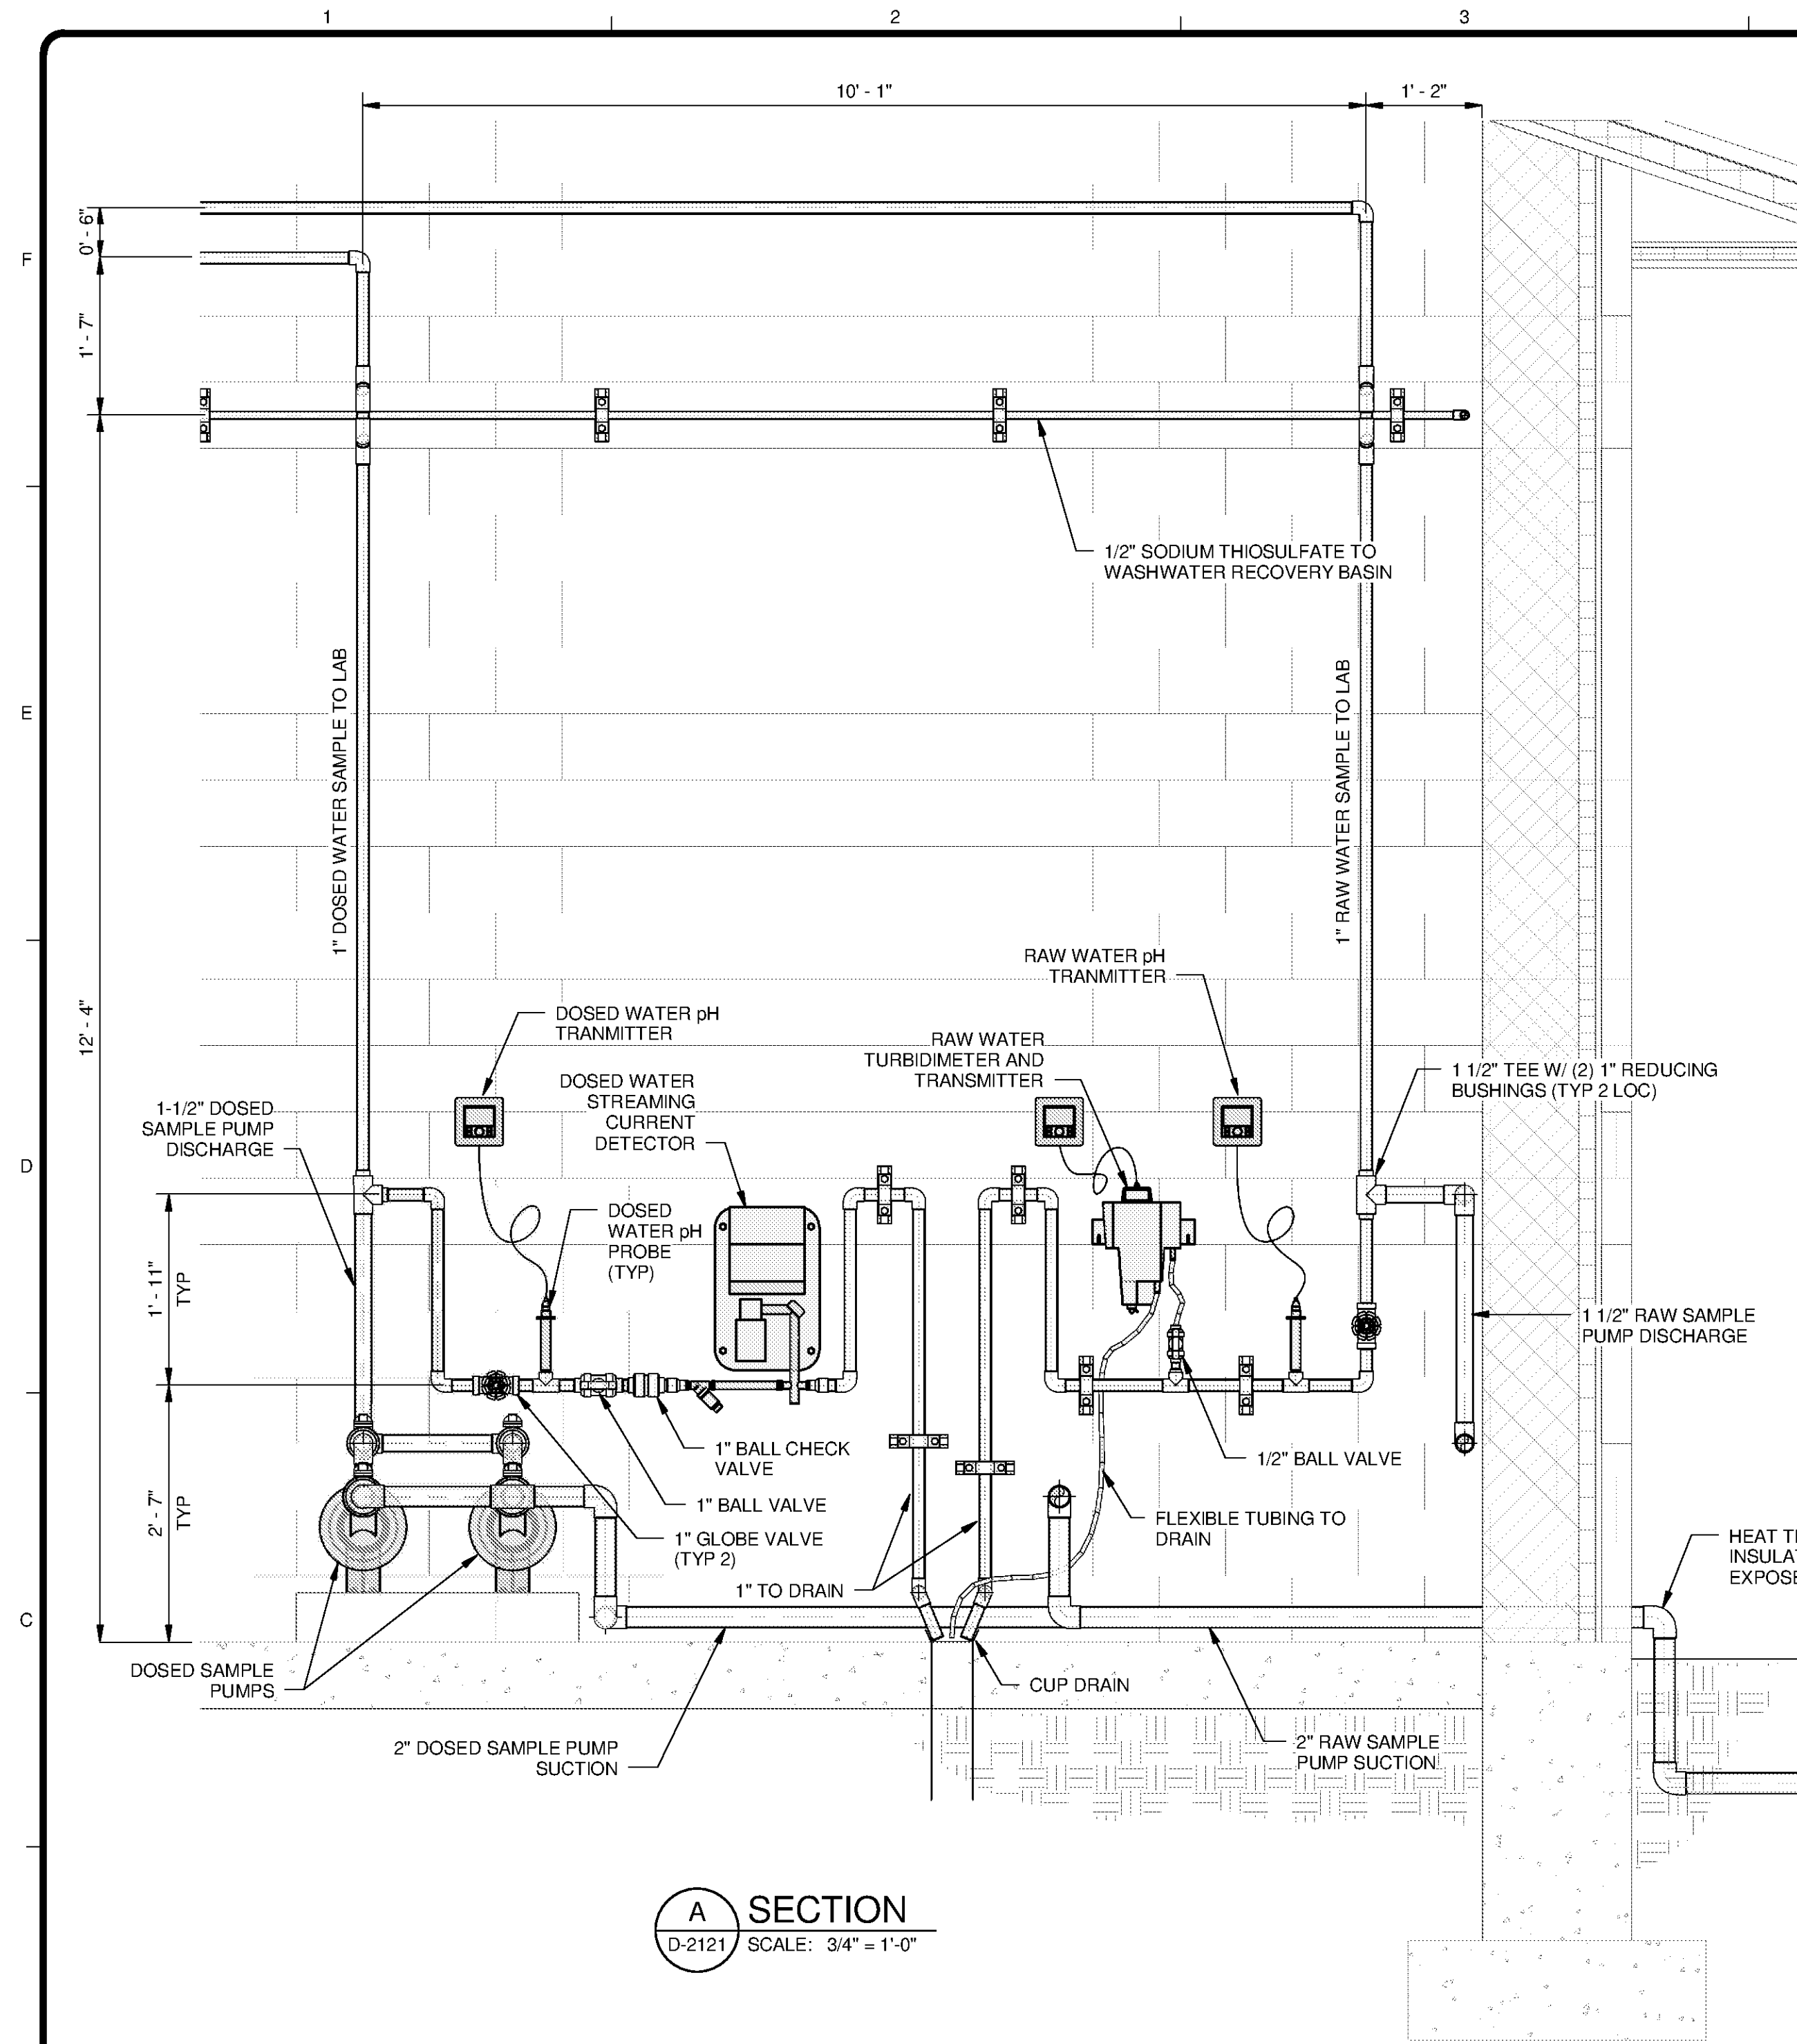 1
2
3
10' - 1"
1' - 2"
0' - 6"
F
1' - 7"
1/2" SODIUM THIOSULFATE TO
WASHWATER RECOVERY BASIN
E
1" DOSED WATER SAMPLE TO LAB
1" RAW WATER SAMPLE TO LAB
12' - 4"
RAW WATER pH
TRANMITTER
DOSED WATER pH
TRANMITTER
RAW WATER
TURBIDIMETER AND
TRANSMITTER
1 1/2" TEE W/ (2) 1" REDUCING
BUSHINGS (TYP 2 LOC)
DOSED WATER
STREAMING
CURRENT
DETECTOR
1-1/2" DOSED
SAMPLE PUMP
DISCHARGE
D
DOSED
WATER pH
PROBE
(TYP)
1' - 11"
TYP
1 1/2" RAW SAMPLE
PUMP DISCHARGE
1" BALL CHECK
VALVE
1/2" BALL VALVE
1" BALL VALVE
2' - 7"
TYP
FLEXIBLE TUBING TO
DRAIN
1" GLOBE VALVE
(TYP 2)
HEAT T
INSULAT
EXPOSE
1" TO DRAIN
C
DOSED SAMPLE
PUMPS
CUP DRAIN
2" DOSED SAMPLE PUMP
SUCTION
2" RAW SAMPLE
PUMP SUCTION
A
D-2121
SECTION
SCALE: 3/4" = 1'-0"